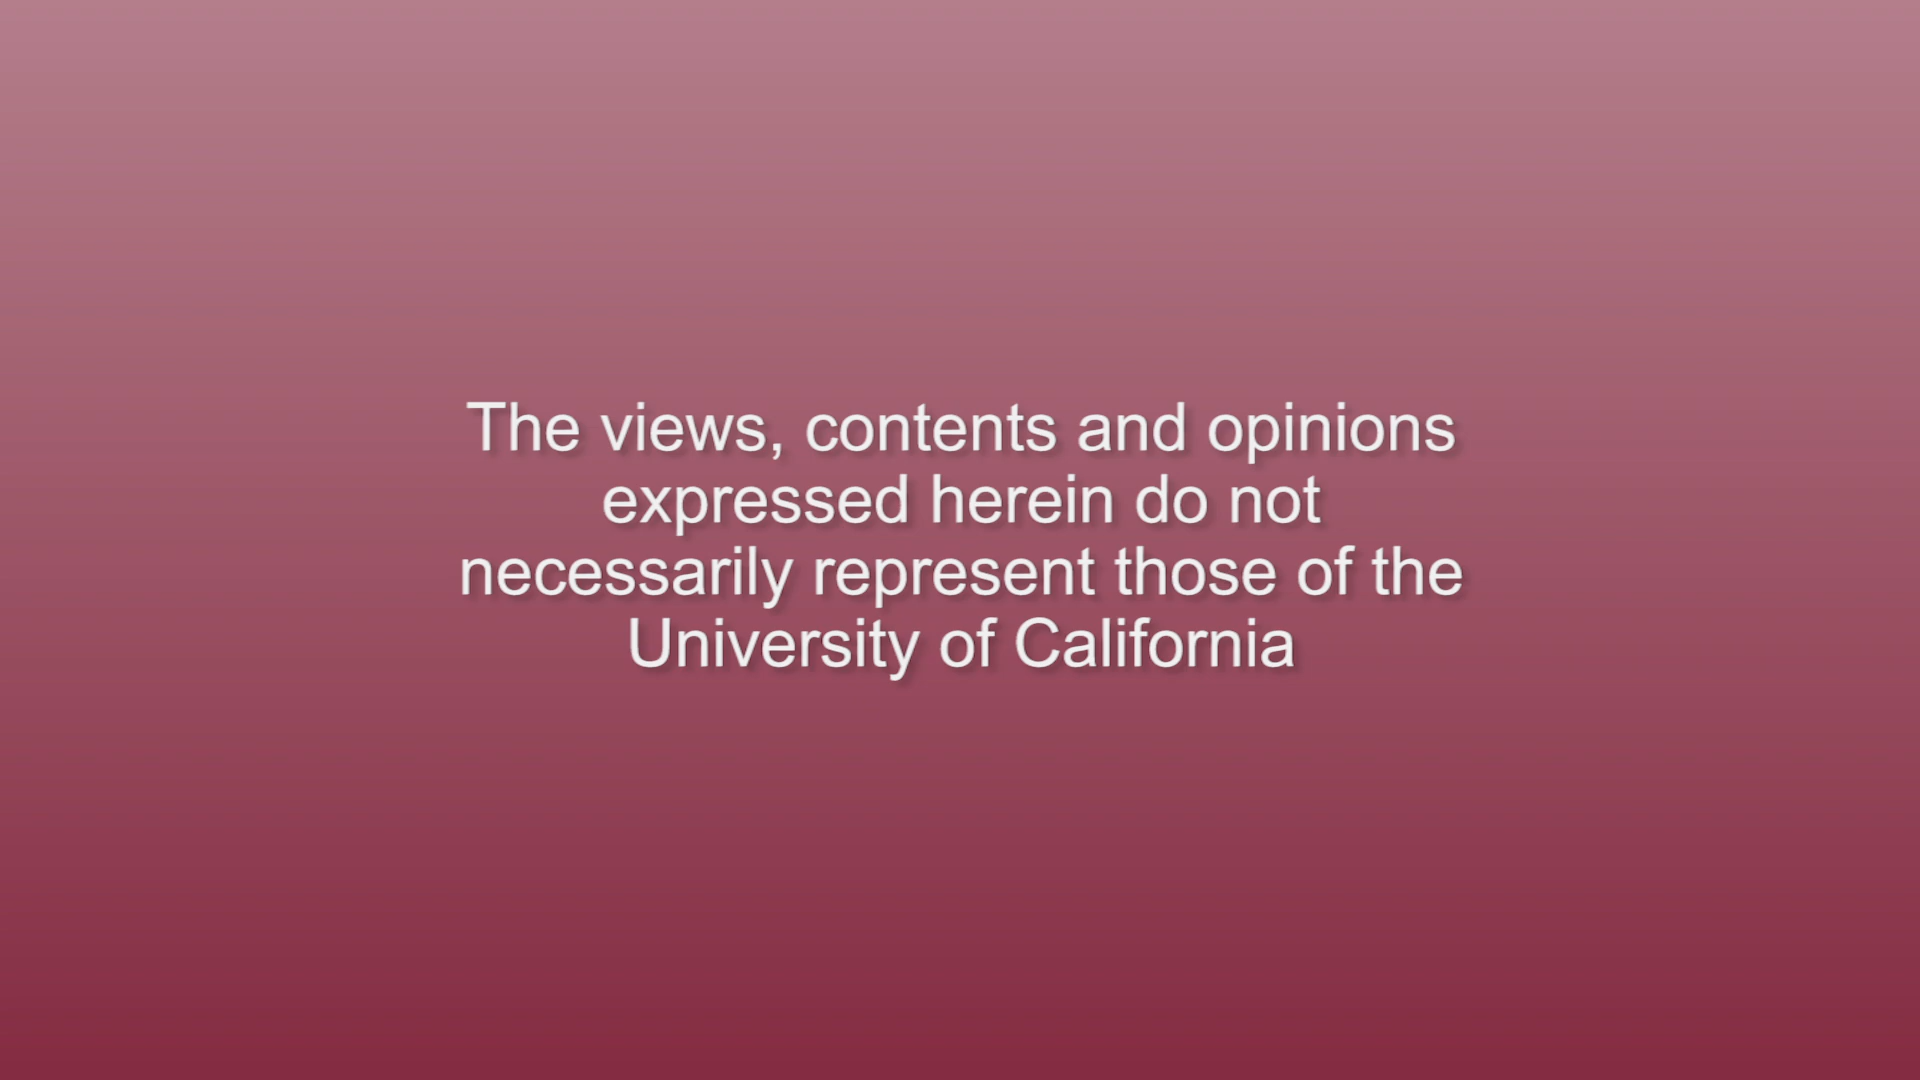 The views, contents and opinions
expressed herein do not
necessarily represent those of the
University of California